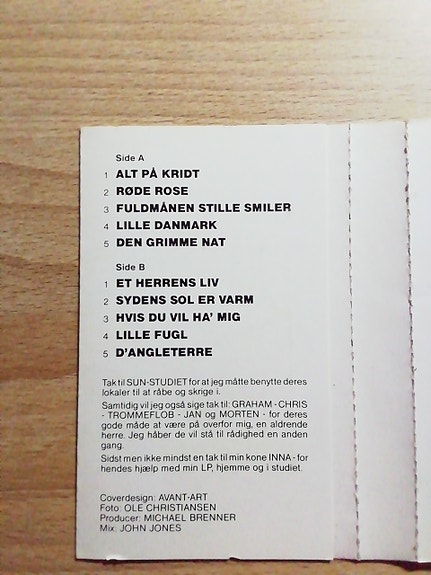 Side A
1 ALT PÅ KRIDT
2 RØDE ROSE
3 FULDMÅNEN STILLE SMILER
4 LILLE DANMARK
5 DEN GRIMME NAT
Side B
1 ET HERRENS LIV
2 SYDENS SOL ER VARM
3 HVIS DU VIL HA' MIG
4 LILLE FUGL
5 D'ANGLETERRE
Tak til SUN-STUDIET for at jeg måtte benytte deres
lokaler til at råbe og skrige i.
Samtidig vil jeg også sige tak til: GRAHAM - CHRIS
- TROMMEFLOB - JAN og MORTEN - for deres
gode måde at være på overfor mig, en aldrende
herre. Jeg håber de vil stå til rådighed en anden
gang.
Sidst men ikke mindst en tak til min kone INNA - for
hendes hjælp med min LP, hjemme og i studiet.
Coverdesign: AVANT-ART
Foto: OLE CHRISTIANSEN
Producer: MICHAEL BRENNER
Mix: JOHN JONES